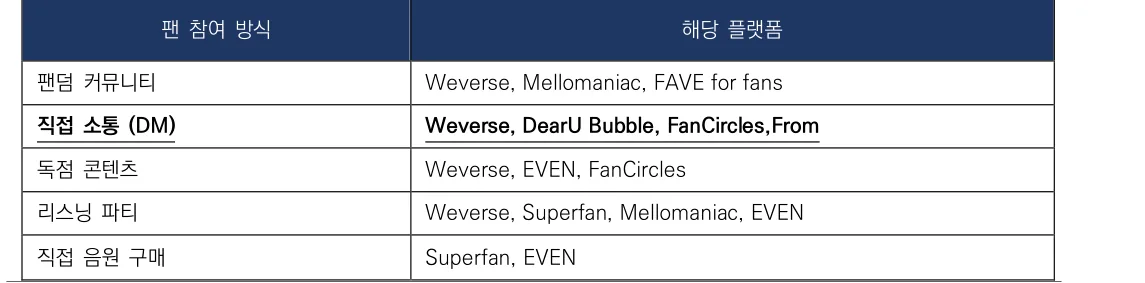 팬 참여 방식 해당 플랫폼
팬덤 커뮤니티 Weverse, Mellomaniac, FAVE for fans
직접 소통 (DM) Weverse, DearU Bubble, FanCircles,From
독점 콘텐츠 Weverse, EVEN, FanCircles
리스닝 파티 Weverse, Superfan, Mellomaniac, EVEN
직접 음원 구매 Superfan, EVEN